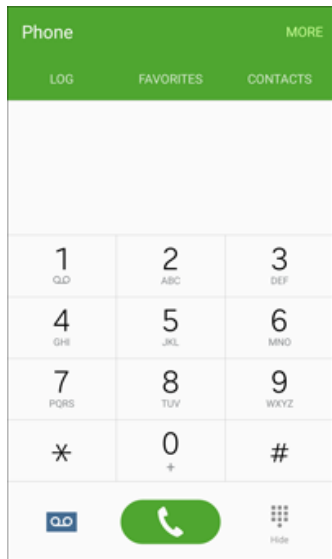 Phone MORE
LOG FAVORITES CONTACTS
1 2 3
ABC DEF
4 5 6
GHI JKL MNO
7 8 9
PQRS TUV WXYZ
* 0 #
+
Hide